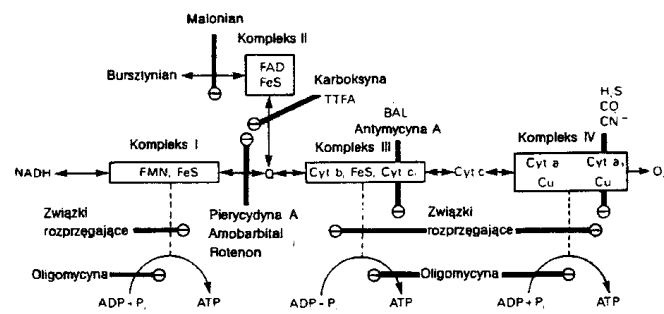 Malonian
Kompleks II
Bursztynian
FAD
FeS
Karboksyna
TTFA
H₂S
CO
CN⁻
BAL
Antymycyna A
Kompleks I
Kompleks III
Kompleks IV
NADH
FMN, FeS
Q
Cyt b, FeS, Cyt c₁
Cyt c
Cyt a
Cyt a₃
Cu
Cu
O₂
Związki
rozprzęgające
Pierycydyna A
Amobarbital
Rotenon
Związki
rozprzęgające
Oligomycyna
Oligomycyna
ADP + Pᵢ
ATP
ADP + Pᵢ
ATP
ADP + Pᵢ
ATP